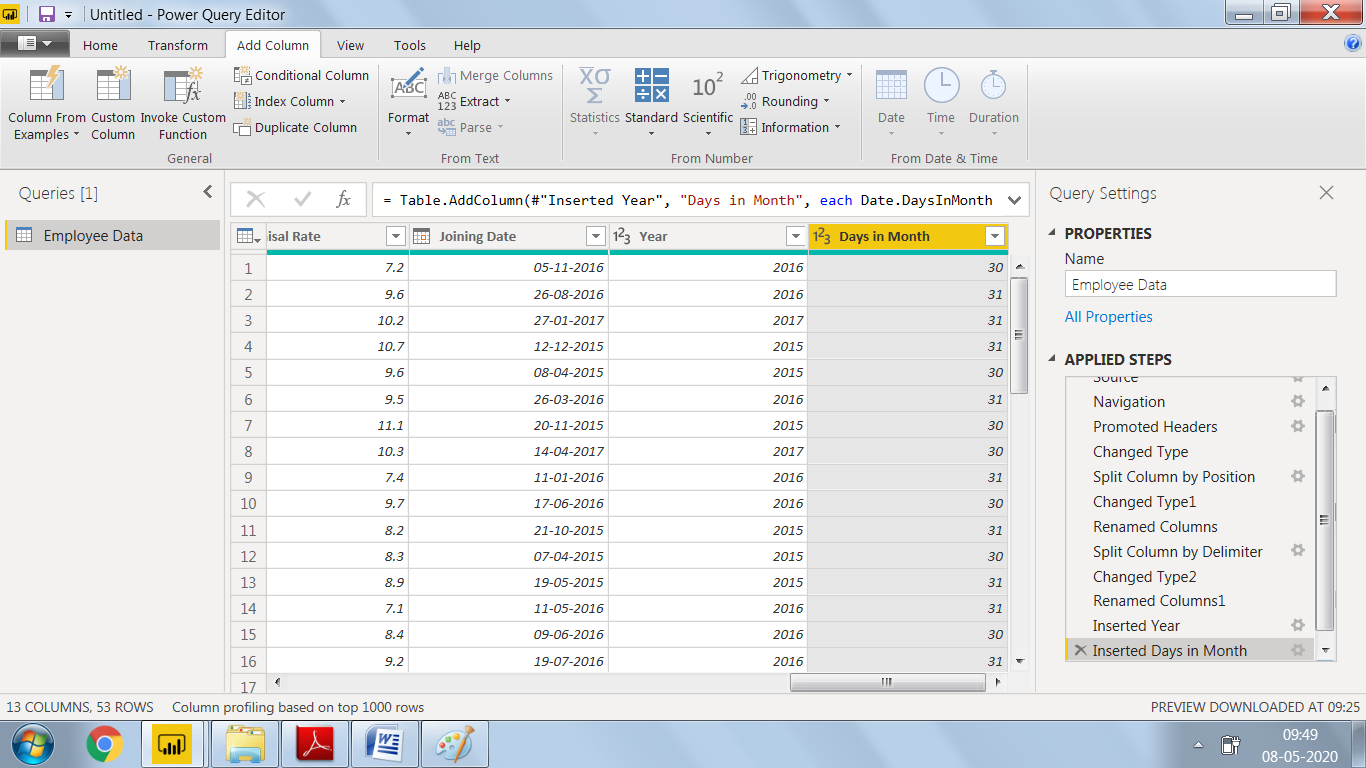 Untitled - Power Query Editor
Home Transform Add Column View Tools Help
Column From Examples
Custom Column
Invoke Custom Function
Conditional Column
Index Column
Duplicate Column
General
ABC
Format
Merge Columns
ABC 123 Extract
abc Parse
From Text
XΣ Statistics
Standard
10² Scientific
Trigonometry
.00 →.0 Rounding
Information
From Number
Date
Time
Duration
From Date & Time
Queries [1]
Employee Data
fx
= Table.AddColumn(#"Inserted Year", "Days in Month", each Date.DaysInMonth
isal Rate Joining Date 1²3 Year 1²3 Days in Month
1 7.2 05-11-2016 2016 30
2 9.6 26-08-2016 2016 31
3 10.2 27-01-2017 2017 31
4 10.7 12-12-2015 2015 31
5 9.6 08-04-2015 2015 30
6 9.5 26-03-2016 2016 31
7 11.1 20-11-2015 2015 30
8 10.3 14-04-2017 2017 30
9 7.4 11-01-2016 2016 31
10 9.7 17-06-2016 2016 30
11 8.2 21-10-2015 2015 31
12 8.3 07-04-2015 2015 30
13 8.9 19-05-2015 2015 31
14 7.1 11-05-2016 2016 31
15 8.4 09-06-2016 2016 30
16 9.2 19-07-2016 2016 31
17
Query Settings
PROPERTIES
Name
Employee Data
All Properties
APPLIED STEPS
Source
Navigation
Promoted Headers
Changed Type
Split Column by Position
Changed Type1
Renamed Columns
Split Column by Delimiter
Changed Type2
Renamed Columns1
Inserted Year
Inserted Days in Month
13 COLUMNS, 53 ROWS Column profiling based on top 1000 rows PREVIEW DOWNLOADED AT 09:25
09:49
08-05-2020